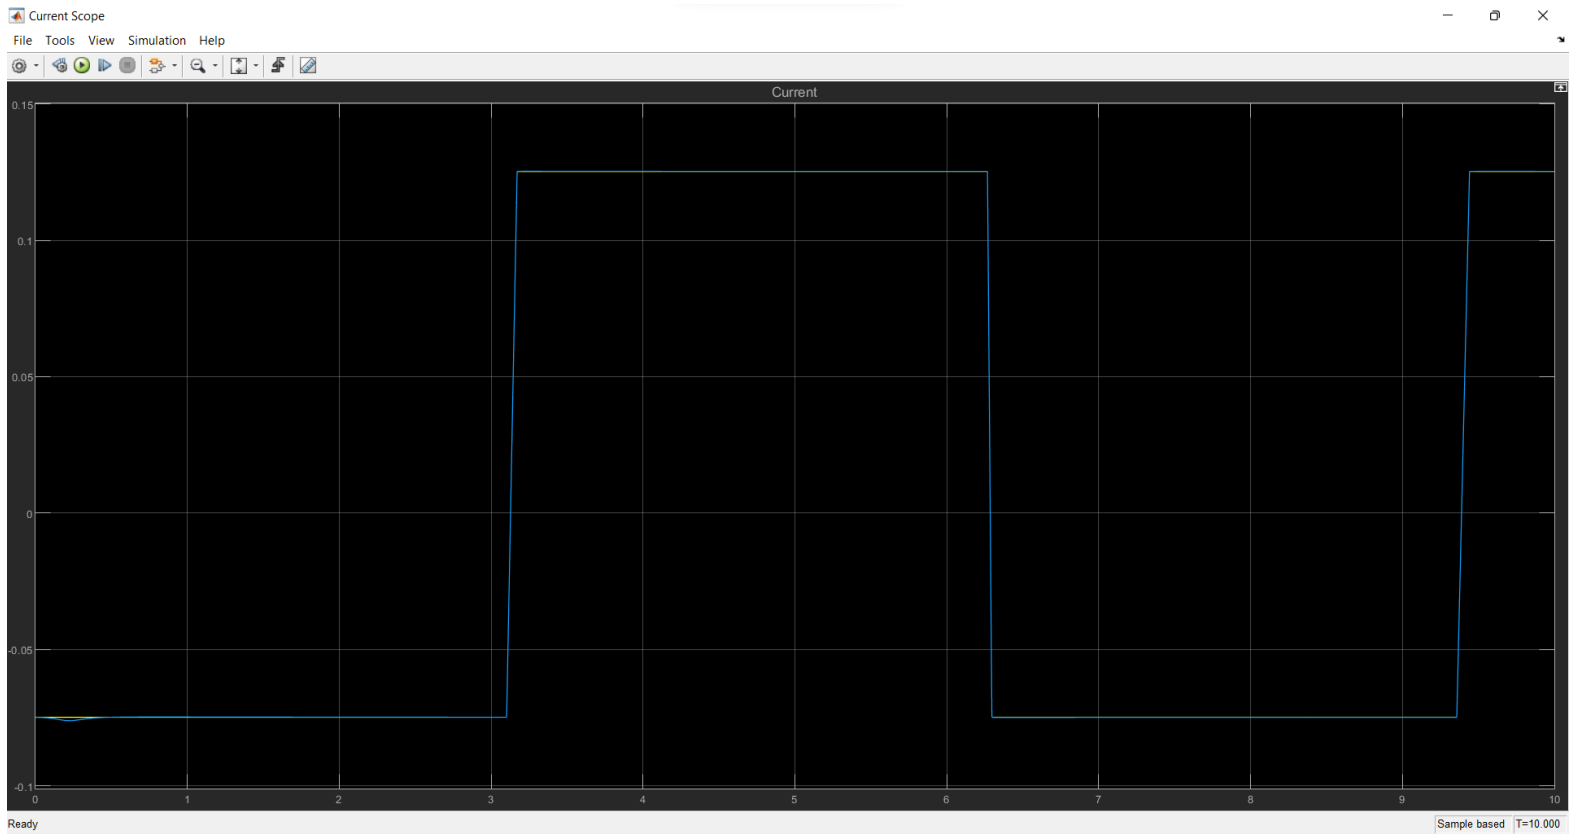 Current Scope
File Tools View Simulation Help
Current
0.15
0.1
0.05
0
-0.05
-0.1
0 1 2 3 4 5 6 7 8 9 10
Ready Sample based T=10.000